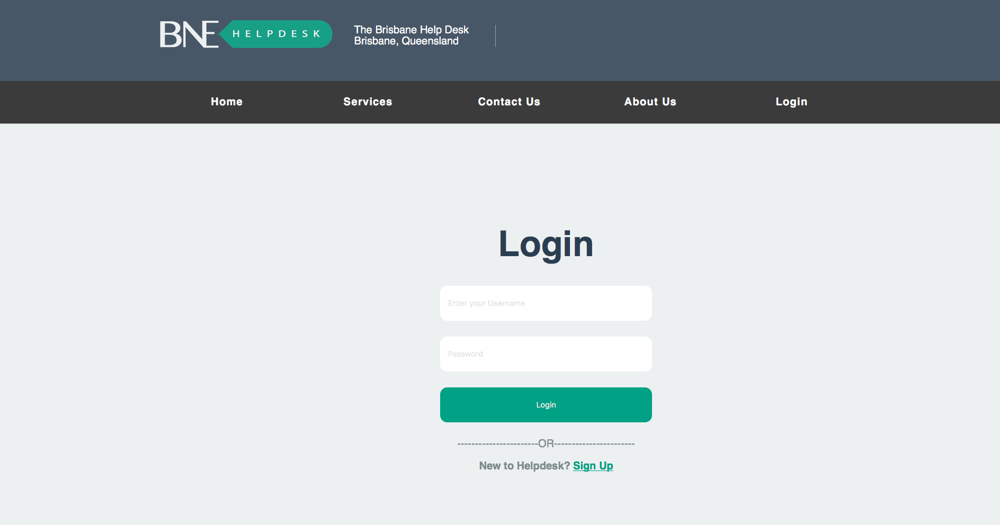 BNE HELPDESK
The Brisbane Help Desk
Brisbane, Queensland
Home Services Contact Us About Us Login
Login
Enter your Username
Password
Login
-----------------------OR-----------------------
New to Helpdesk? Sign Up